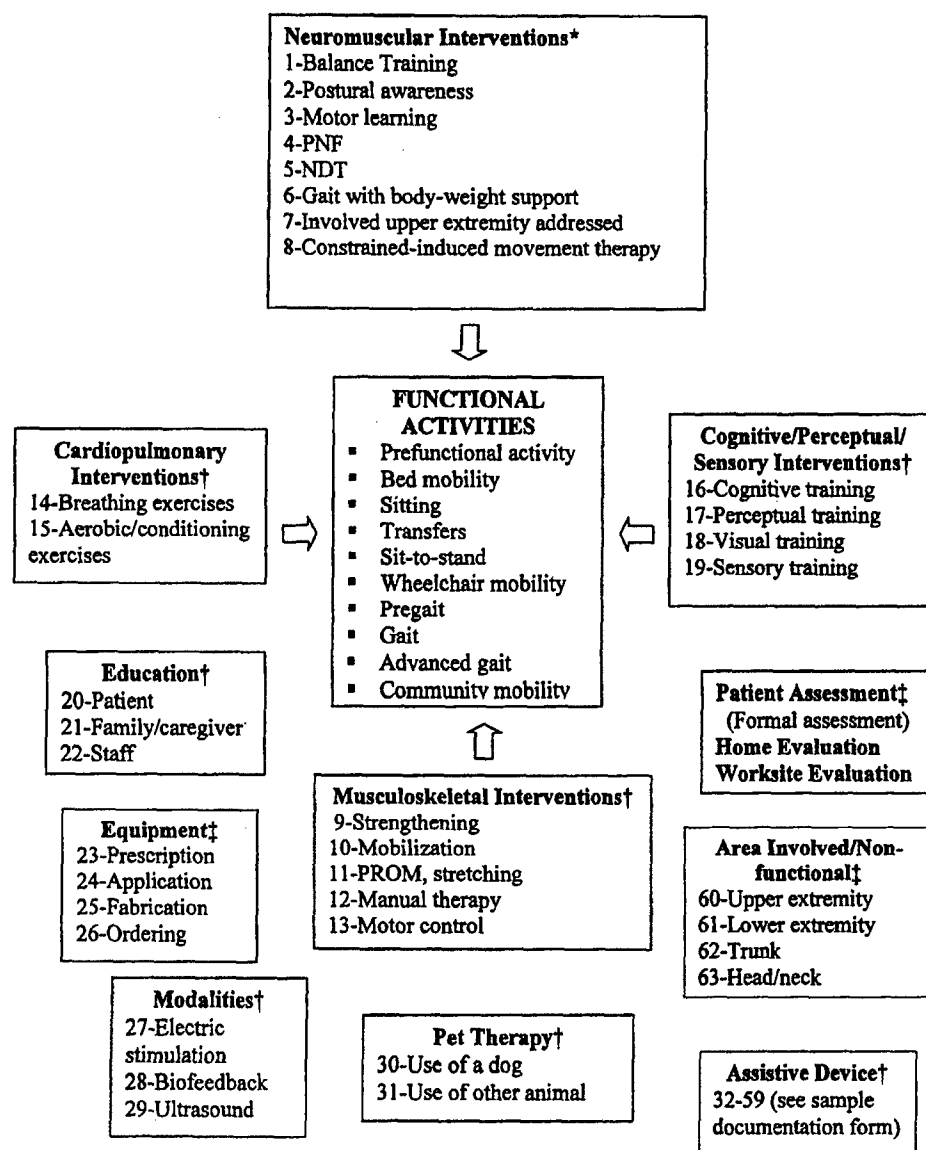 Neuromuscular Interventions*
1-Balance Training
2-Postural awareness
3-Motor learning
4-PNF
5-NDT
6-Gait with body-weight support
7-Involved upper extremity addressed
8-Constrained-induced movement therapy
FUNCTIONAL
ACTIVITIES
▪ Prefunctional activity
▪ Bed mobility
▪ Sitting
▪ Transfers
▪ Sit-to-stand
▪ Wheelchair mobility
▪ Pregait
▪ Gait
▪ Advanced gait
▪ Community mobility
Cardiopulmonary
Interventions†
14-Breathing exercises
15-Aerobic/conditioning
exercises
Cognitive/Perceptual/
Sensory Interventions†
16-Cognitive training
17-Perceptual training
18-Visual training
19-Sensory training
Education†
20-Patient
21-Family/caregiver
22-Staff
Patient Assessment‡
(Formal assessment)
Home Evaluation
Worksite Evaluation
Musculoskeletal Interventions†
9-Strengthening
10-Mobilization
11-PROM, stretching
12-Manual therapy
13-Motor control
Equipment‡
23-Prescription
24-Application
25-Fabrication
26-Ordering
Area Involved/Non-
functional‡
60-Upper extremity
61-Lower extremity
62-Trunk
63-Head/neck
Modalities†
27-Electric
stimulation
28-Biofeedback
29-Ultrasound
Pet Therapy†
30-Use of a dog
31-Use of other animal
Assistive Device†
32-59 (see sample
documentation form)